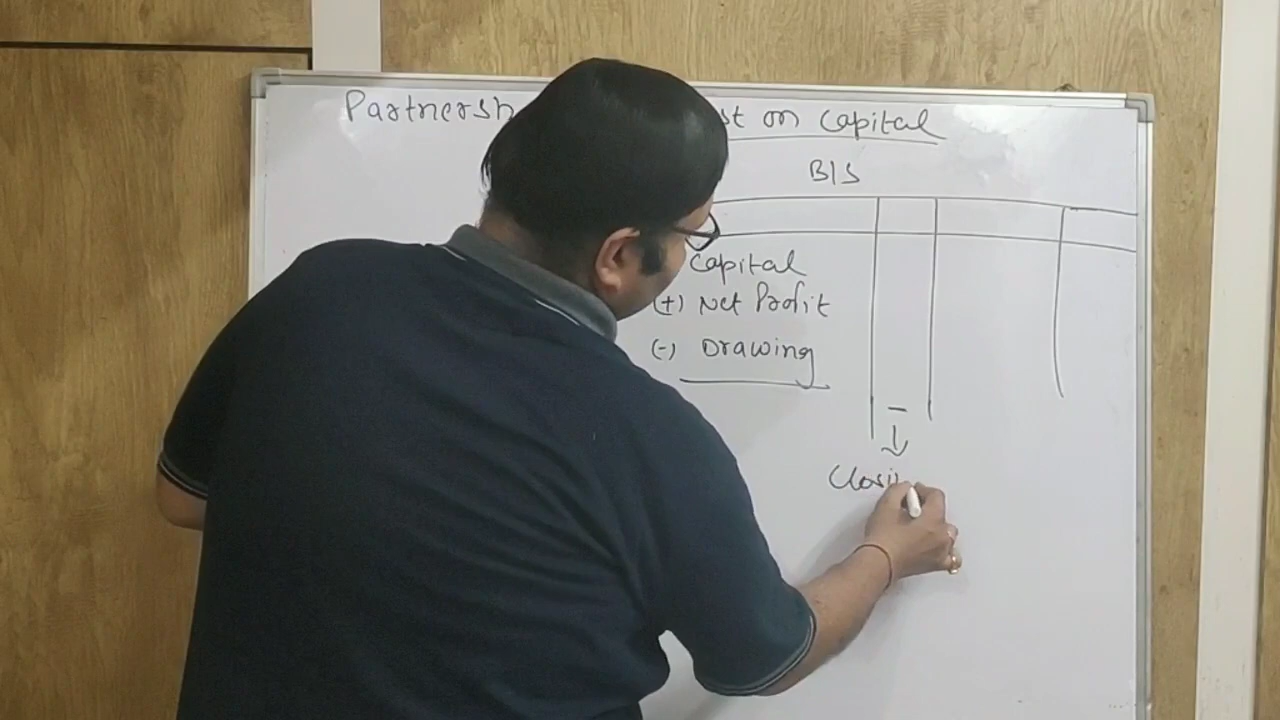 Partnersh st on Capital
B/S
Capital
(+) Net Profit
(-) Drawing
Closi